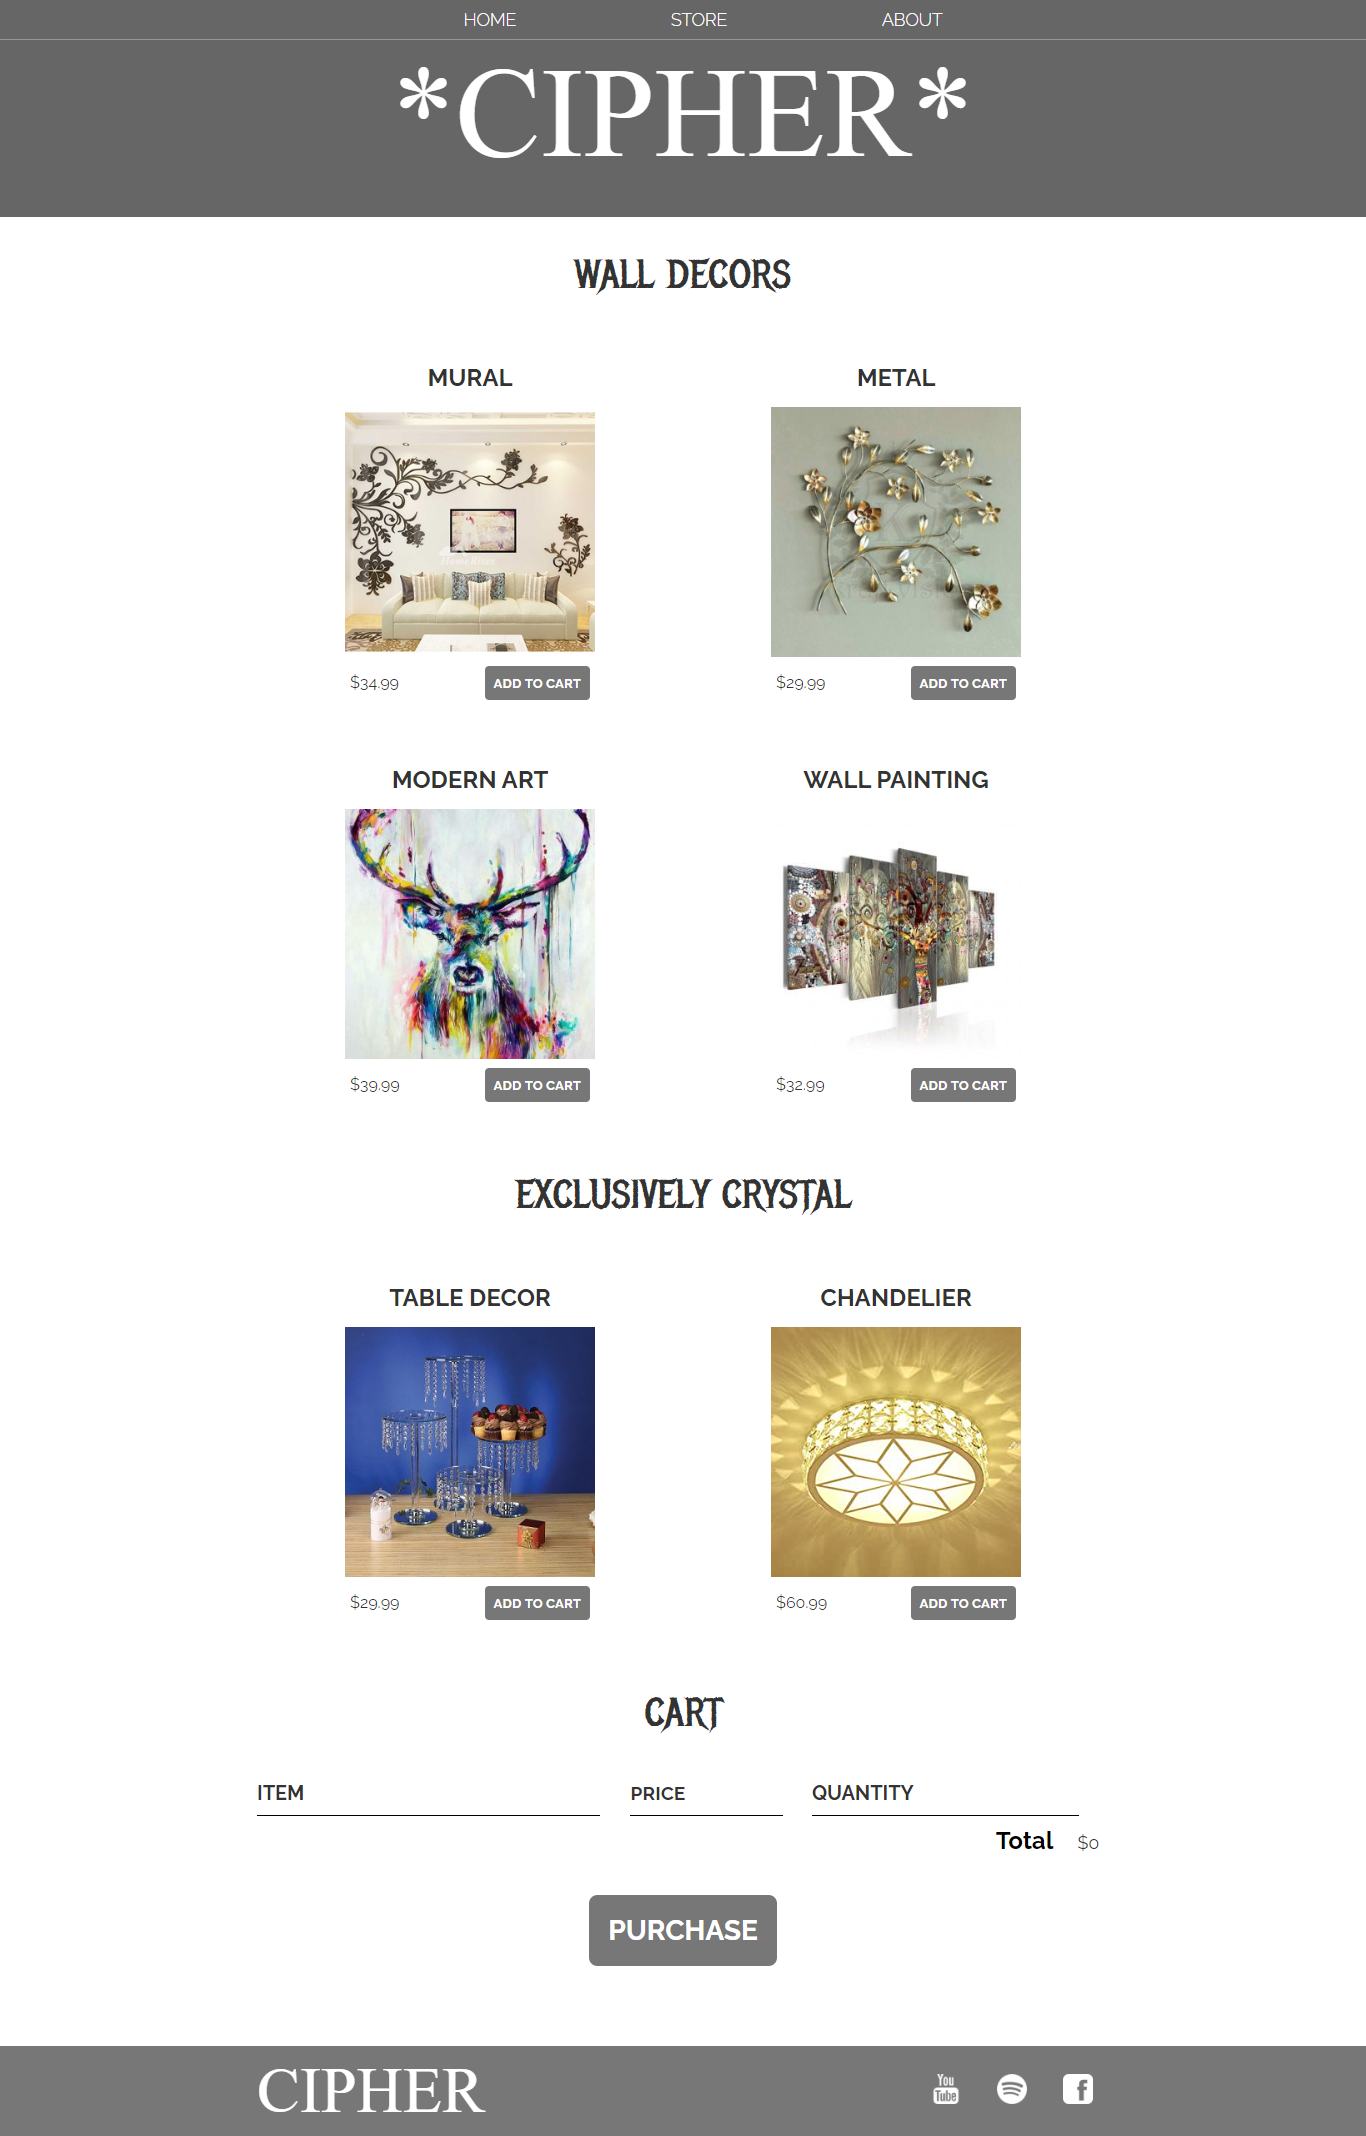 HOME STORE ABOUT
*CIPHER*
WALL DECORS
MURAL METAL
$34.99 ADD TO CART $29.99 ADD TO CART
MODERN ART WALL PAINTING
$39.99 ADD TO CART $32.99 ADD TO CART
EXCLUSIVELY CRYSTAL
TABLE DECOR CHANDELIER
$29.99 ADD TO CART $60.99 ADD TO CART
CART
ITEM PRICE QUANTITY
Total $0
PURCHASE
CIPHER You
Tube